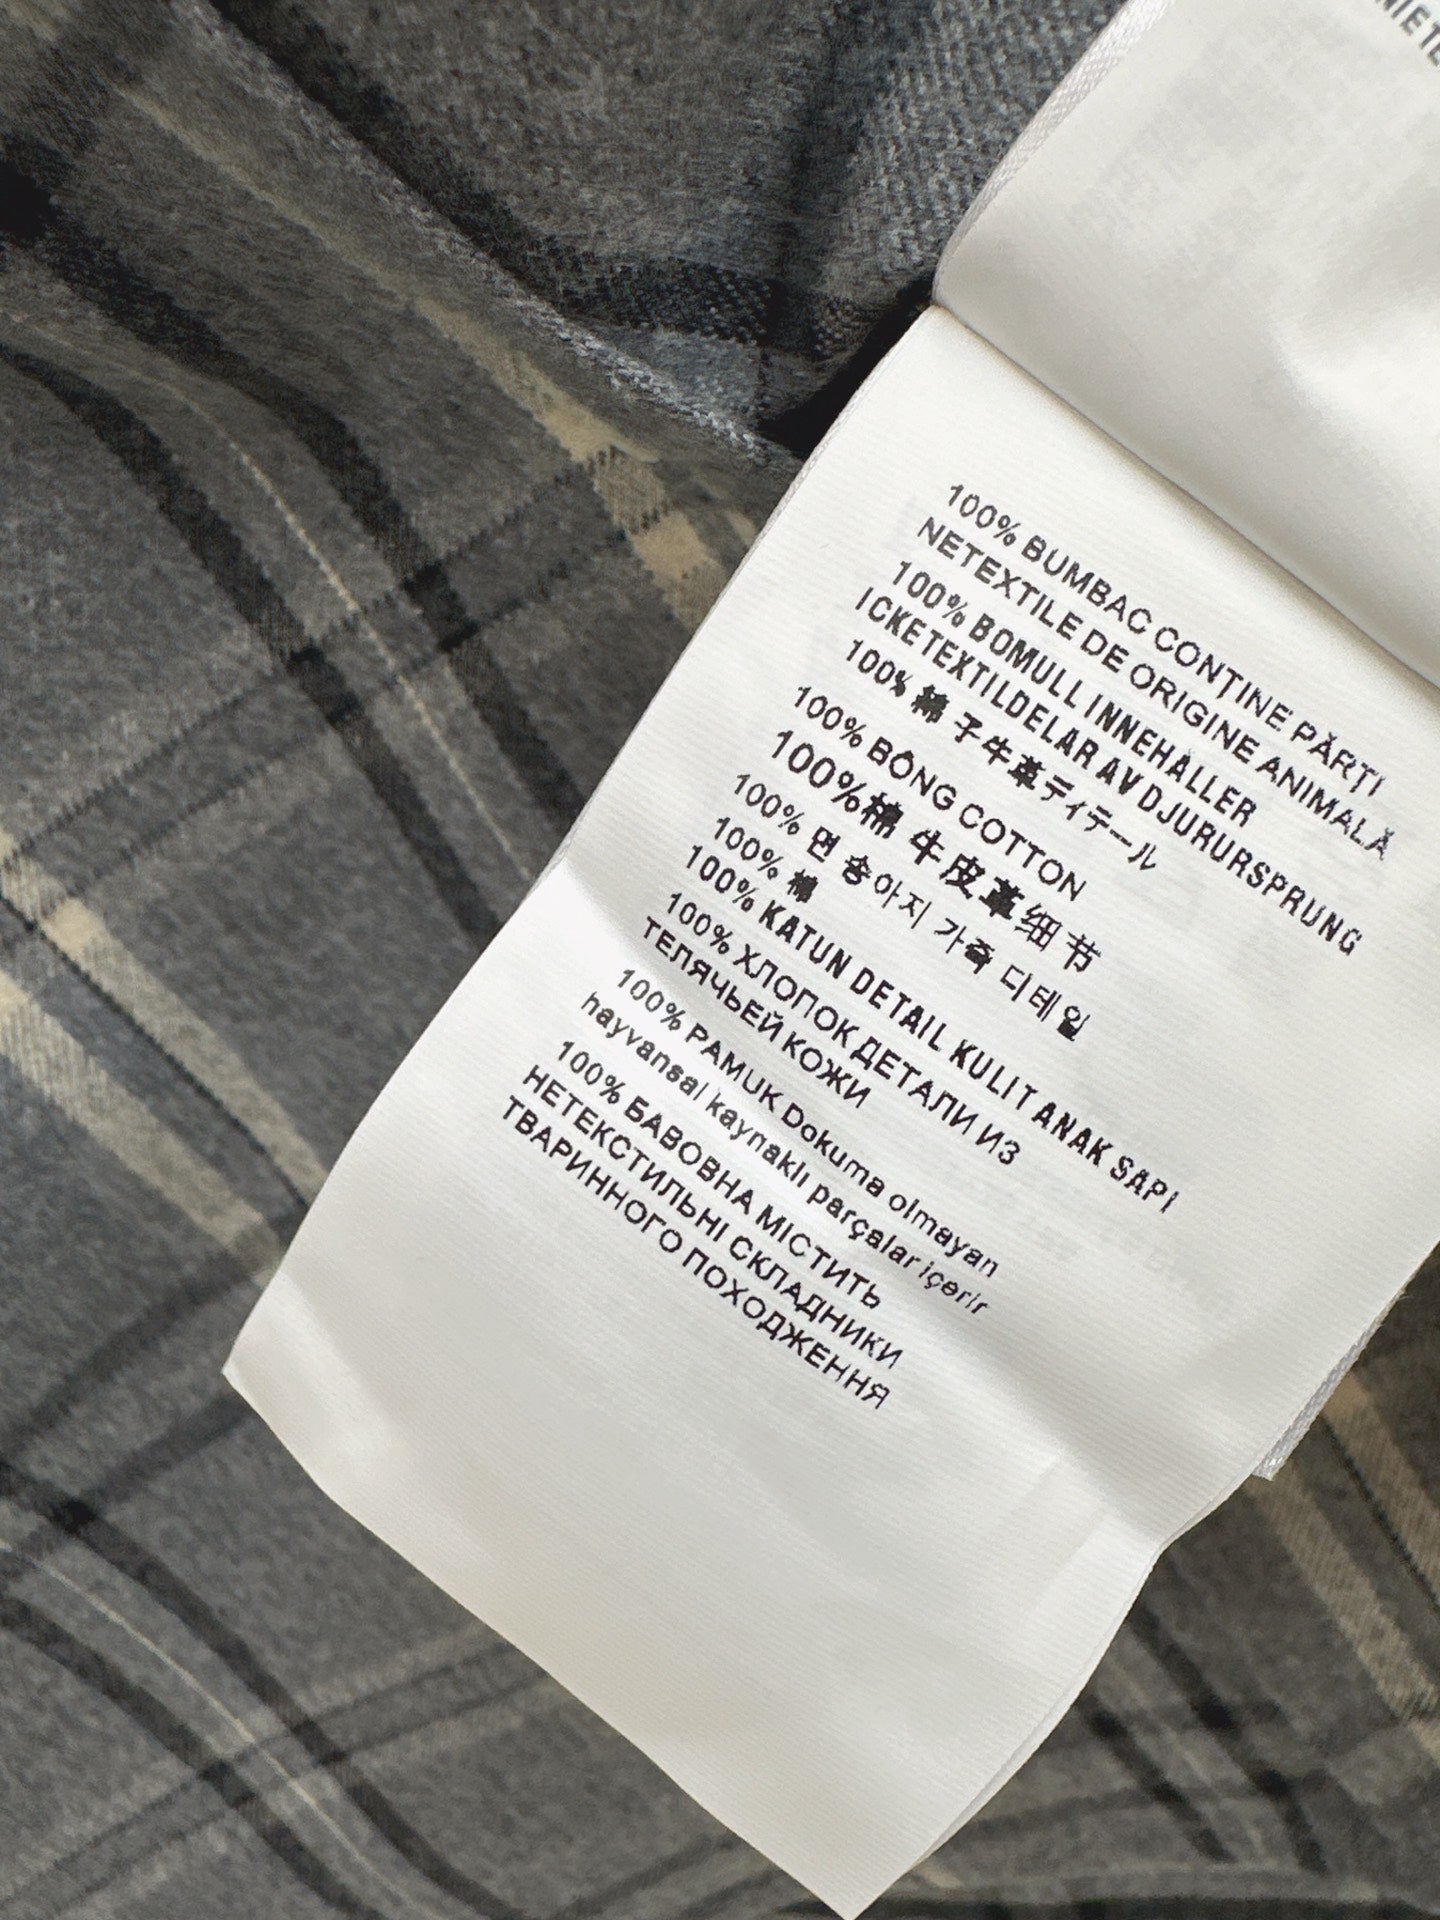 100% BUMBAC CONȚINE PĂRȚI
NETEXTILE DE ORIGINE ANIMALĂ
100% BOMULL INNEHÅLLER
ICKETEXTILDELAR AV DJURURSPRUNG
100% 綿 子牛革ディテール
100% BÔNG COTTON
100%棉 牛皮革细节
100% 면 송아지 가죽 디테일
100% 棉
100% KATUN DETAIL KULIT ANAK SAPI
100% ХЛОПОК ДЕТАЛИ ИЗ
ТЕЛЯЧЬЕЙ КОЖИ
100% PAMUK Dokuma olmayan
hayvansal kaynaklı parçalar içerir
100% БАВОВНА МІСТИТЬ
НЕТЕКСТИЛЬНІ СКЛАДНИКИ
ТВАРИННОГО ПОХОДЖЕННЯ